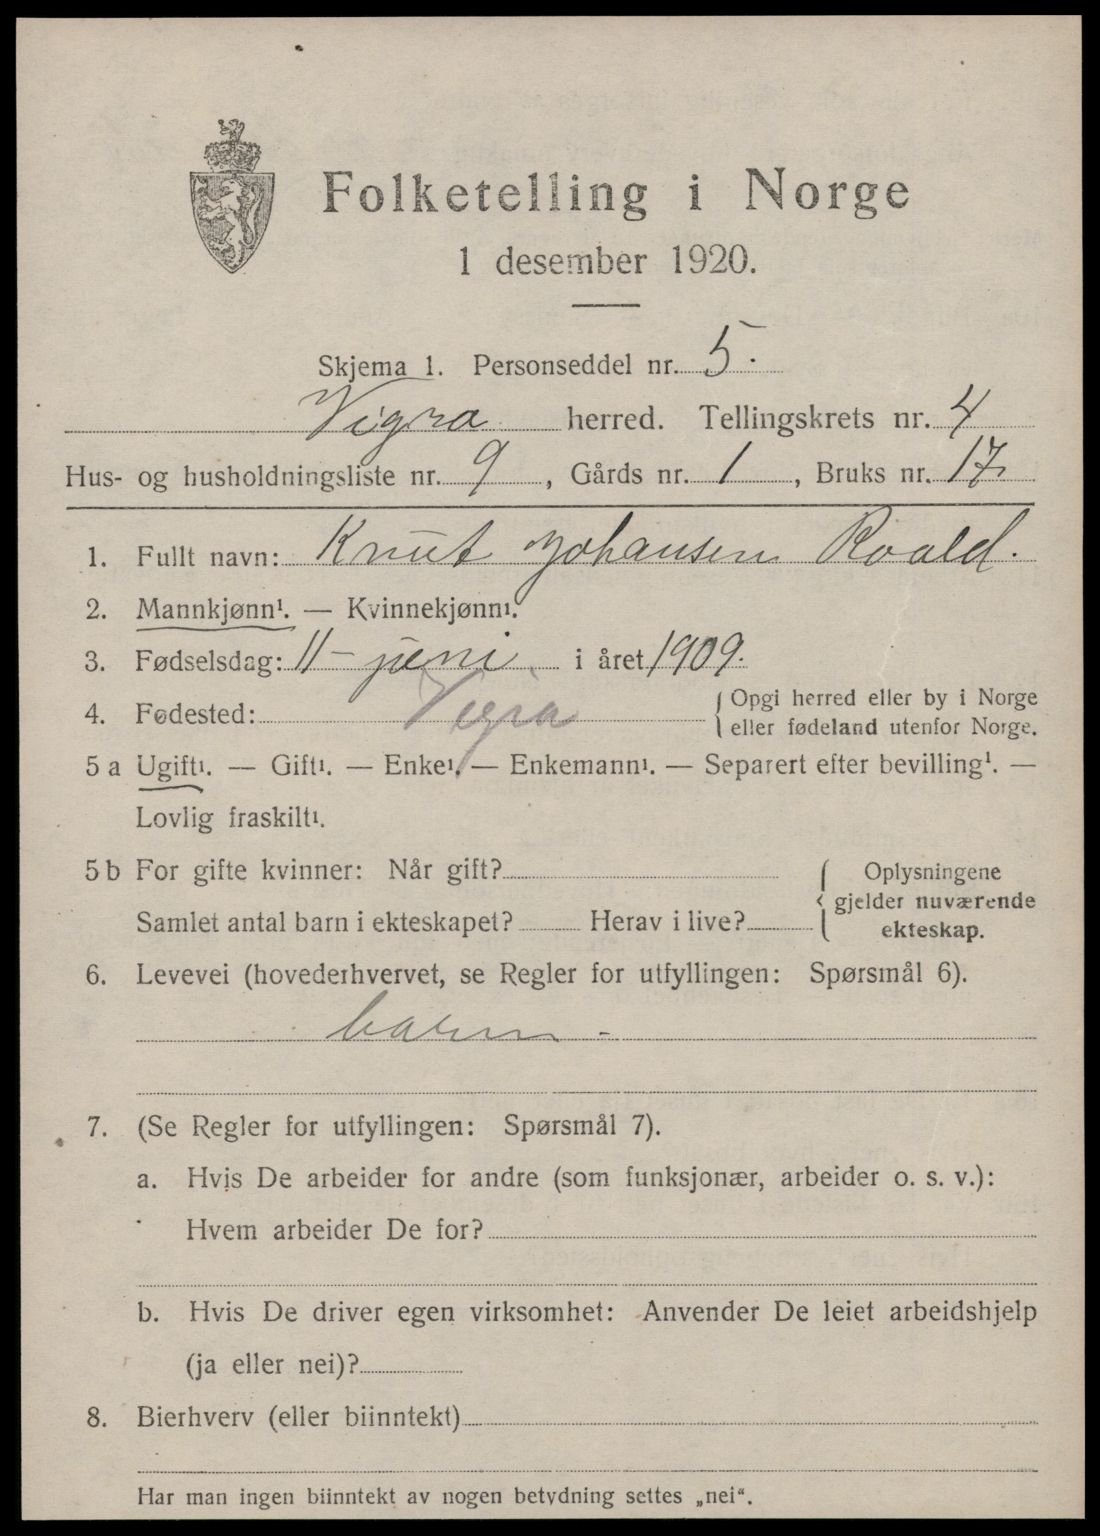 Folketelling i Norge
1 desember 1920.
Skjema 1. Personseddel nr. 5.
Vigra herred. Tellingskrets nr. 4
Hus- og husholdningsliste nr. 9, Gårds nr. 1, Bruks nr. 17
1. Fullt navn: Knut Johansen Roald.
2. Mannkjønn¹. — Kvinnekjønn¹.
3. Fødselsdag: 11- juni i året 1909.
4. Fødested: Vigra { Opgi herred eller by i Norge
eller fødeland utenfor Norge.
5 a Ugift¹. — Gift¹. — Enke¹. — Enkemann¹. — Separert efter bevilling¹. —
Lovlig fraskilt¹.
5 b For gifte kvinner: Når gift? { Oplysningene
gjelder nuværende
Samlet antal barn i ekteskapet? Herav i live?
ekteskap.
6. Levevei (hovederhvervet, se Regler for utfyllingen: Spørsmål 6).
barn -
7. (Se Regler for utfyllingen: Spørsmål 7).
a. Hvis De arbeider for andre (som funksjonær, arbeider o. s. v.):
Hvem arbeider De for?
b. Hvis De driver egen virksomhet: Anvender De leiet arbeidshjelp
(ja eller nei)?
8. Bierhverv (eller biinntekt)
Har man ingen biinntekt av nogen betydning settes „nei“.